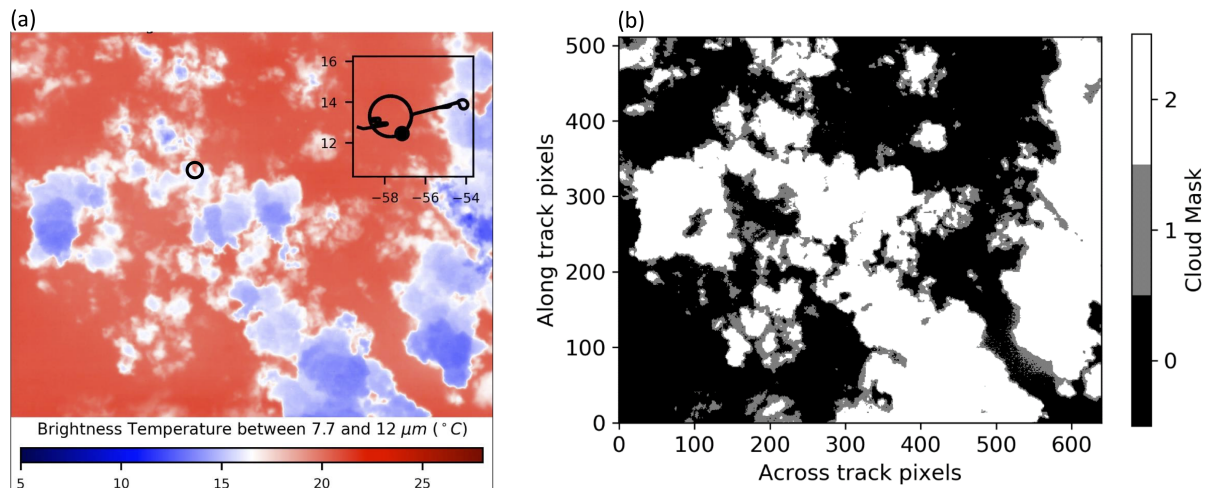 (a)
16
14
12
−58 −56 −54
Brightness Temperature between 7.7 and 12 μm (°C)
5 10 15 20 25
(b)
500
400
300
200
100
0
Along track pixels
0 100 200 300 400 500 600
Across track pixels
2
1
0
Cloud Mask